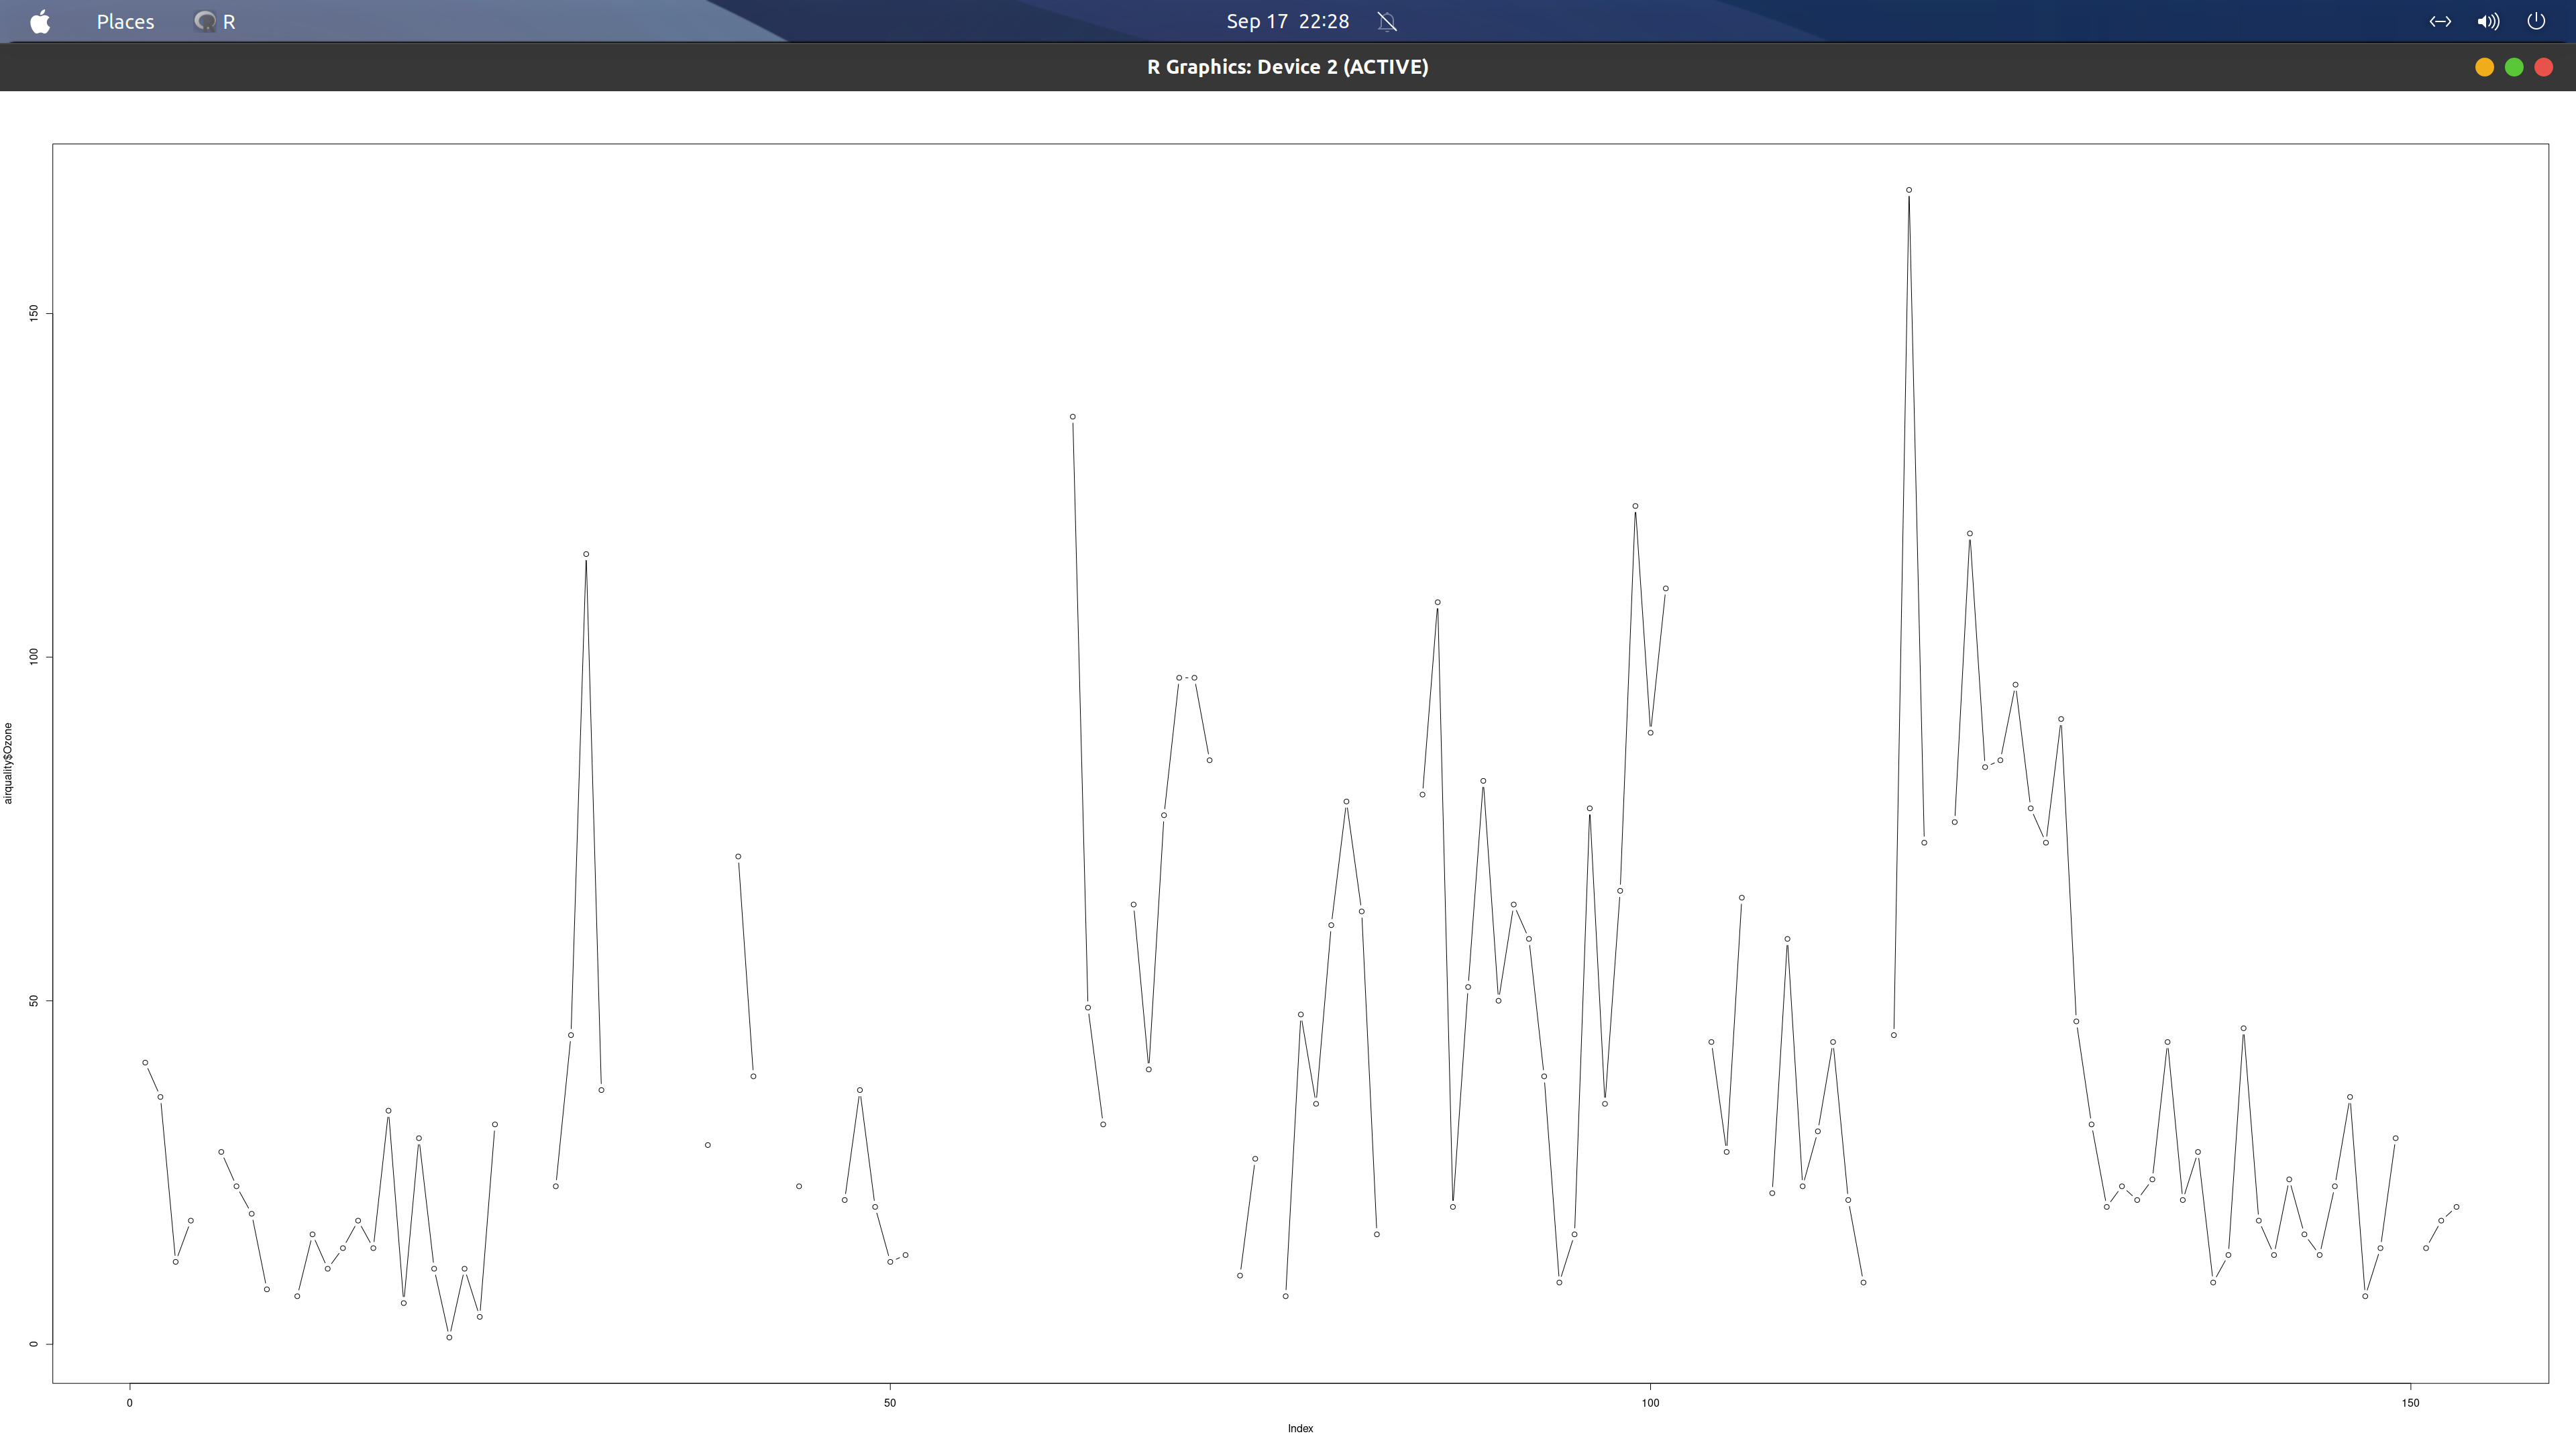 Places R Sep 17 22:28
R Graphics: Device 2 (ACTIVE)
150
100
50
0
airquality$Ozone
0 50 100 150
Index